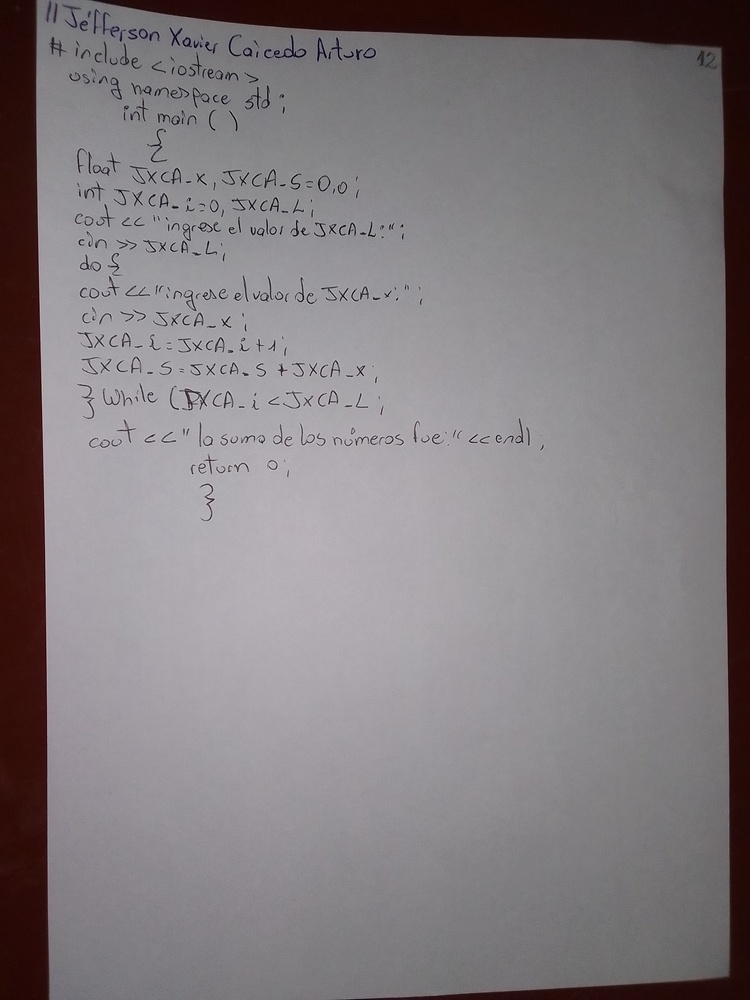 12
//Jéfferson Xavier Caicedo Arturo
# include <iostream>
using namespace std;
int main ()
{
float JXCA_x, JXCA_S=0,0;
int JXCA_i=0, JXCA_L;
cout << "ingrese el valor de JXCA_L:";
cin >> JXCA_L;
do {
cout <<"ingrese el valor de JXCA_x:";
cin >> JXCA_x;
JXCA_i=JXCA_i+1;
JXCA_S=JXCA_S + JXCA_x;
} While (JXCA_i <JXCA_L;
cout <<" la suma de los números fue:" <<endl,
return 0;
}